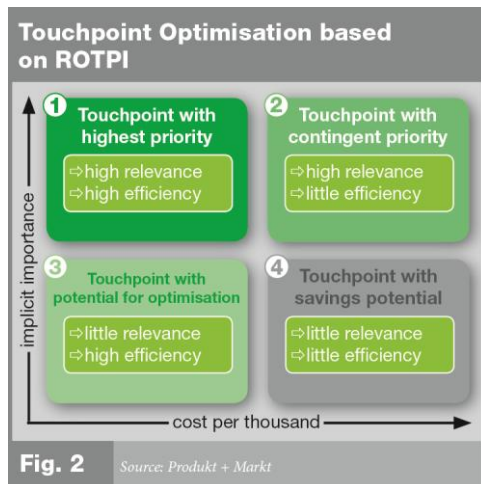 Touchpoint Optimisation based
on ROTPI
implicit importance
1
Touchpoint with
highest priority
⇨high relevance
⇨high efficiency
2
Touchpoint with
contingent priority
⇨high relevance
⇨little efficiency
3
Touchpoint with
potential for optimisation
⇨little relevance
⇨high efficiency
4
Touchpoint with
savings potential
⇨little relevance
⇨little efficiency
cost per thousand
Fig. 2
Source: Produkt + Markt